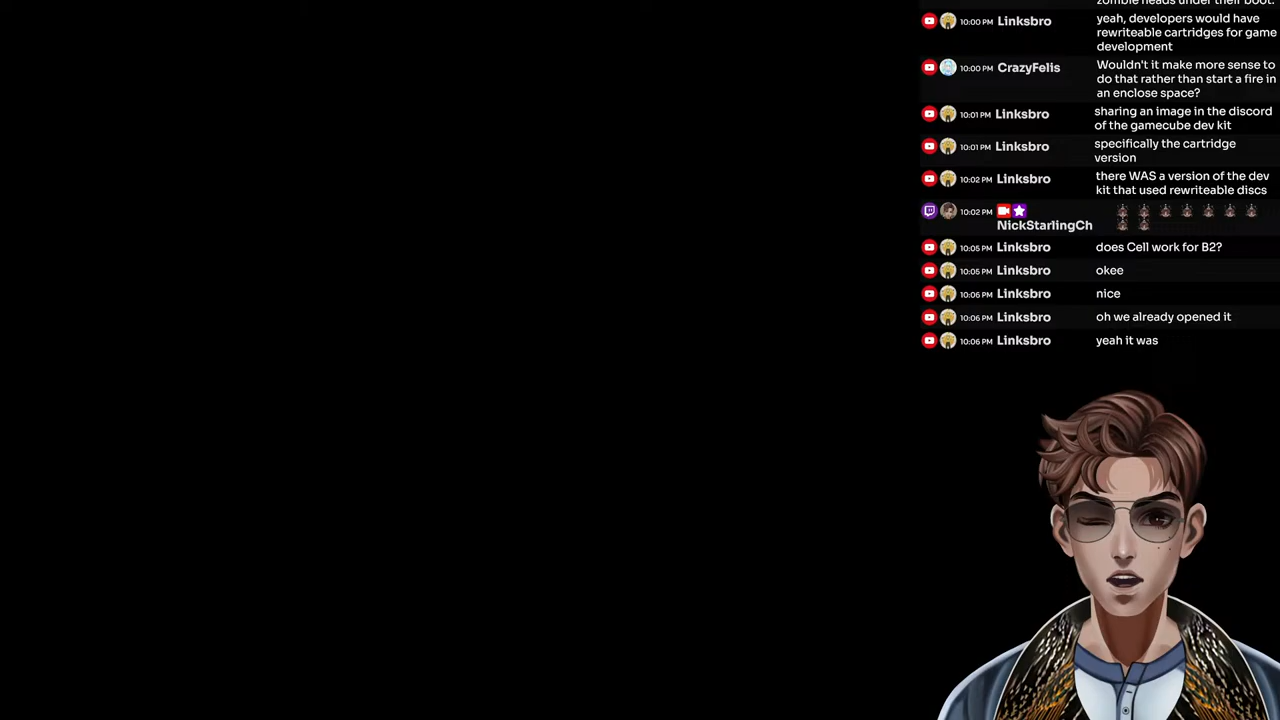 zombie heads under their boot.
10:00 PM Linksbro yeah, developers would have
rewriteable cartridges for game
development
10:00 PM CrazyFelis Wouldn't it make more sense to
do that rather than start a fire in
an enclose space?
10:01 PM Linksbro sharing an image in the discord
of the gamecube dev kit
10:01 PM Linksbro specifically the cartridge
version
10:02 PM Linksbro there WAS a version of the dev
kit that used rewriteable discs
10:02 PM
NickStarlingCh
10:05 PM Linksbro does Cell work for B2?
10:05 PM Linksbro okee
10:06 PM Linksbro nice
10:06 PM Linksbro oh we already opened it
10:06 PM Linksbro yeah it was